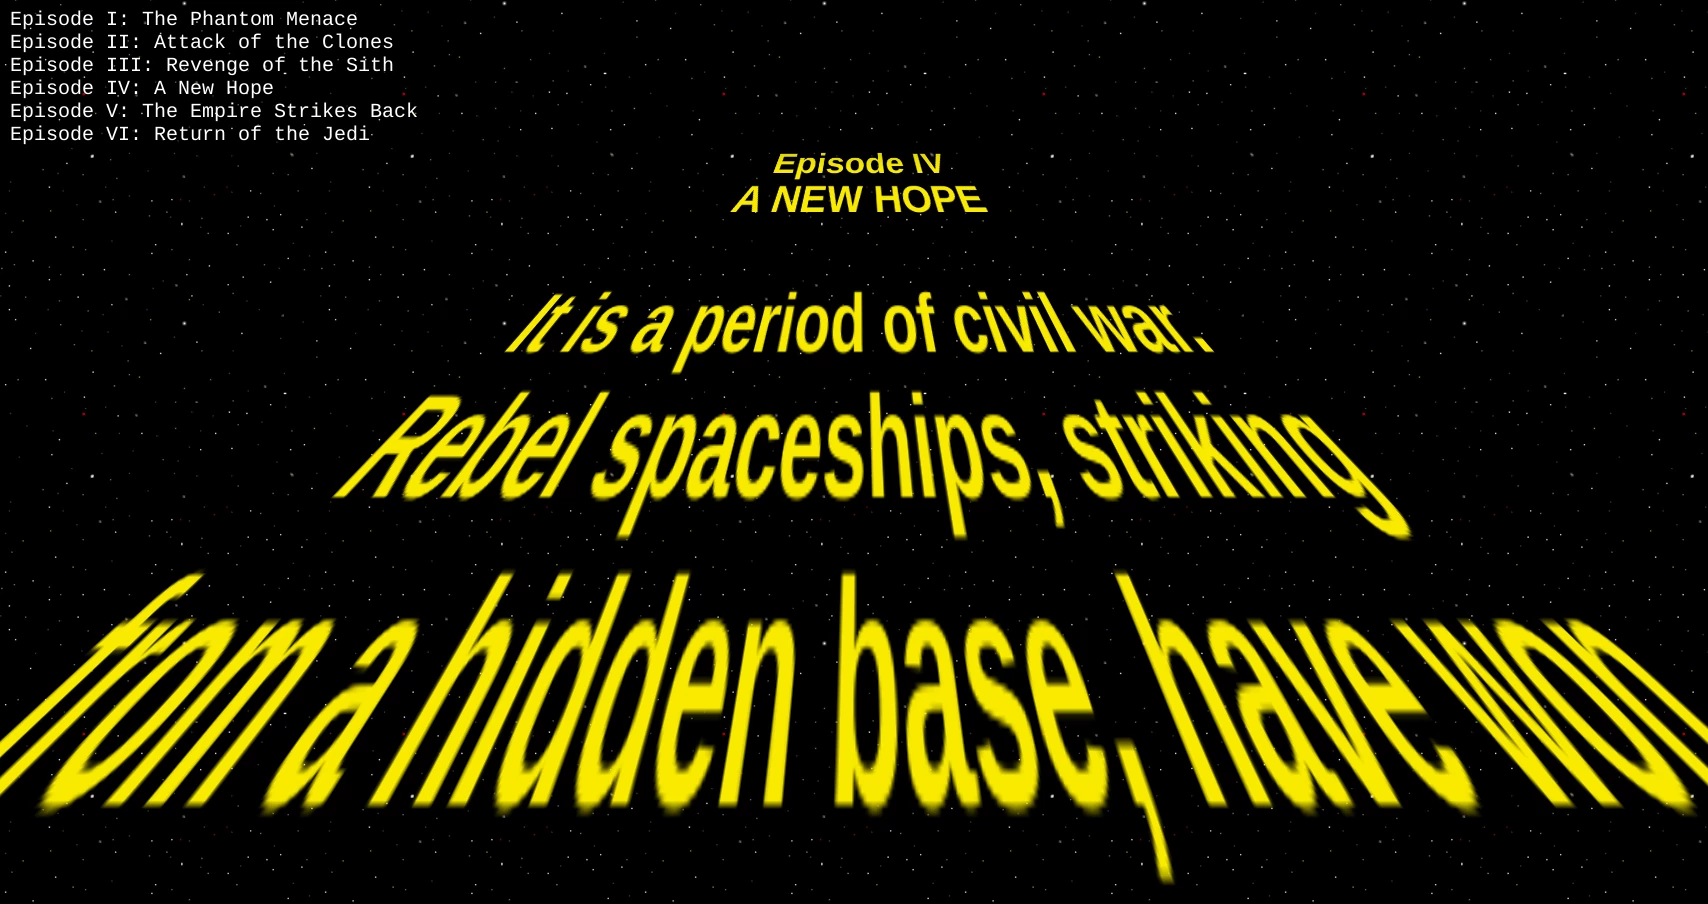 Episode I: The Phantom Menace
Episode II: Attack of the Clones
Episode III: Revenge of the Sith
Episode IV: A New Hope
Episode V: The Empire Strikes Back
Episode VI: Return of the Jedi
Episode IV
A NEW HOPE
It is a period of civil war.
Rebel spaceships, striking
from a hidden base, have won